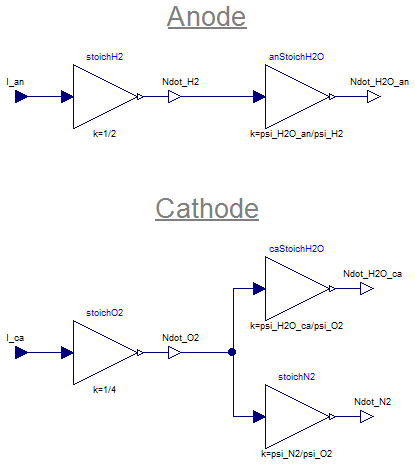 Anode
stoichH2
anStoichH2O
I_an
Ndot_H2
Ndot_H2O_an
k=1/2
k=psi_H2O_an/psi_H2
Cathode
caStoichH2O
Ndot_H2O_ca
stoichO2
k=psi_H2O_ca/psi_O2
I_ca
Ndot_O2
stoichN2
k=1/4
Ndot_N2
k=psi_N2/psi_O2